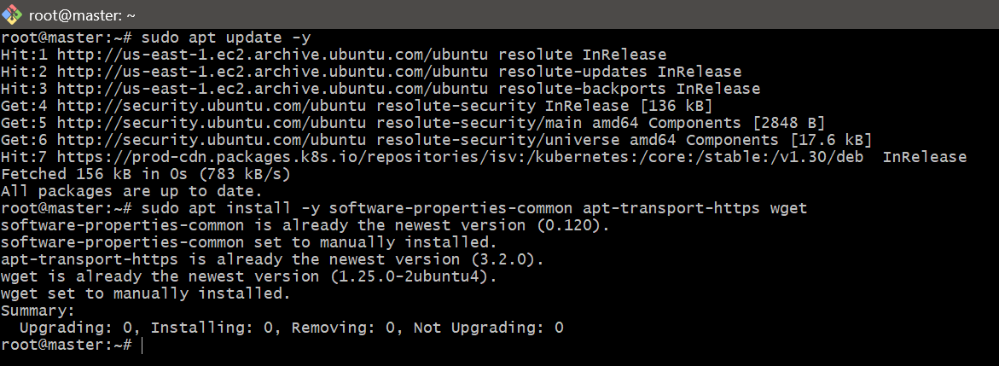 root@master: ~
root@master:~# sudo apt update -y
Hit:1 http://us-east-1.ec2.archive.ubuntu.com/ubuntu resolute InRelease
Hit:2 http://us-east-1.ec2.archive.ubuntu.com/ubuntu resolute-updates InRelease
Hit:3 http://us-east-1.ec2.archive.ubuntu.com/ubuntu resolute-backports InRelease
Get:4 http://security.ubuntu.com/ubuntu resolute-security InRelease [136 kB]
Get:5 http://security.ubuntu.com/ubuntu resolute-security/main amd64 Components [2848 B]
Get:6 http://security.ubuntu.com/ubuntu resolute-security/universe amd64 Components [17.6 kB]
Hit:7 https://prod-cdn.packages.k8s.io/repositories/isv:/kubernetes:/core:/stable:/v1.30/deb  InRelease
Fetched 156 kB in 0s (783 kB/s)
All packages are up to date.
root@master:~# sudo apt install -y software-properties-common apt-transport-https wget
software-properties-common is already the newest version (0.120).
software-properties-common set to manually installed.
apt-transport-https is already the newest version (3.2.0).
wget is already the newest version (1.25.0-2ubuntu4).
wget set to manually installed.
Summary:
  Upgrading: 0, Installing: 0, Removing: 0, Not Upgrading: 0
root@master:~#